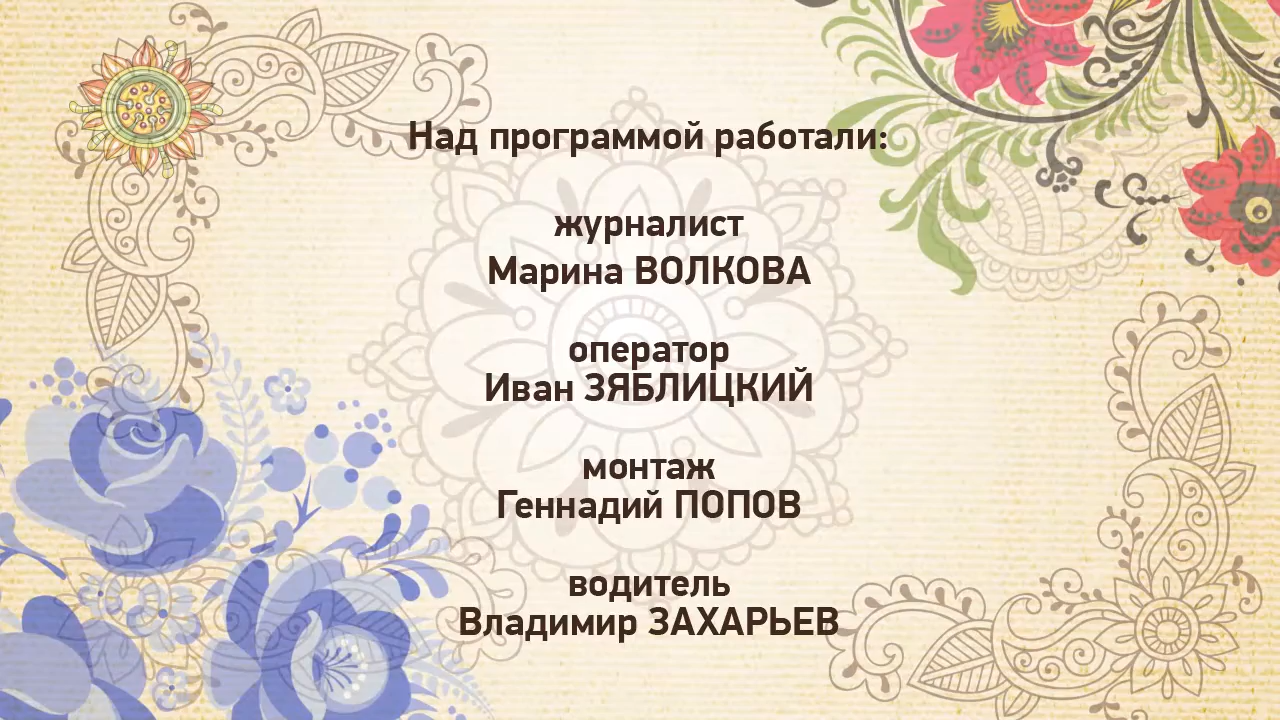 Над программой работали:
журналист
Марина ВОЛКОВА
оператор
Иван ЗЯБЛИЦКИЙ
монтаж
Геннадий ПОПОВ
водитель
Владимир ЗАХАРЬЕВ